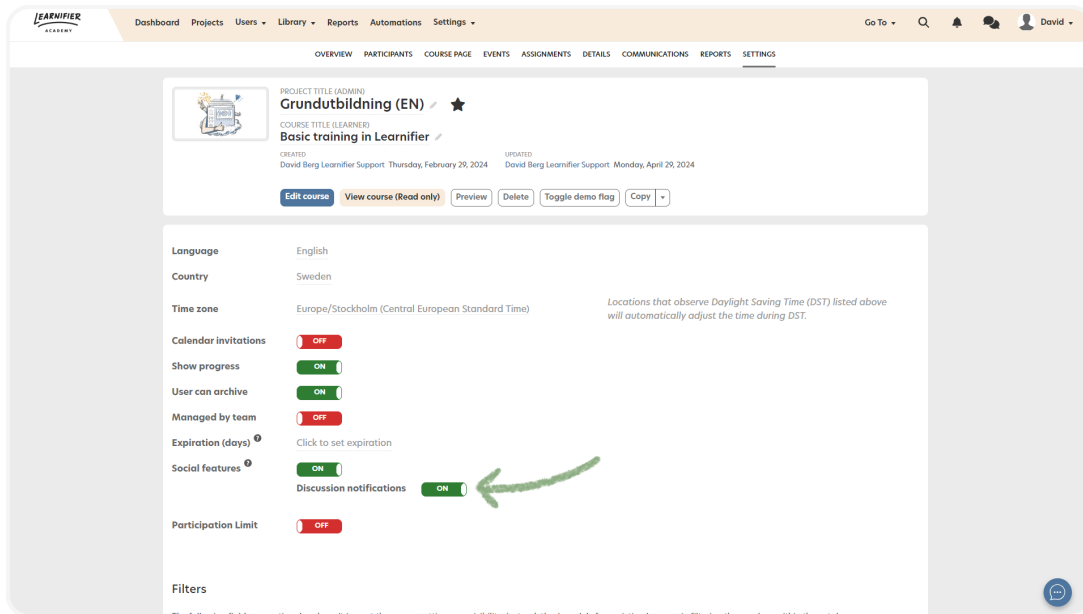 LEARNIFIER
ACADEMY
Dashboard Projects Users Library Reports Automations Settings Go To David
OVERVIEW PARTICIPANTS COURSE PAGE EVENTS ASSIGNMENTS DETAILS COMMUNICATIONS REPORTS SETTINGS
PROJECT TITLE (ADMIN)
Grundutbildning (EN)
COURSE TITLE (LEARNER)
Basic training in Learnifier
CREATED UPDATED
David Berg Learnifier Support Thursday, February 29, 2024 David Berg Learnifier Support Monday, April 29, 2024
Edit course View course (Read only) Preview Delete Toggle demo flag Copy
Language English
Country Sweden
Time zone Europe/Stockholm (Central European Standard Time) Locations that observe Daylight Saving Time (DST) listed above
will automatically adjust the time during DST.
Calendar invitations OFF
Show progress ON
User can archive ON
Managed by team OFF
Expiration (days) ? Click to set expiration
Social features ? ON
Discussion notifications ON
Participation Limit OFF
Filters